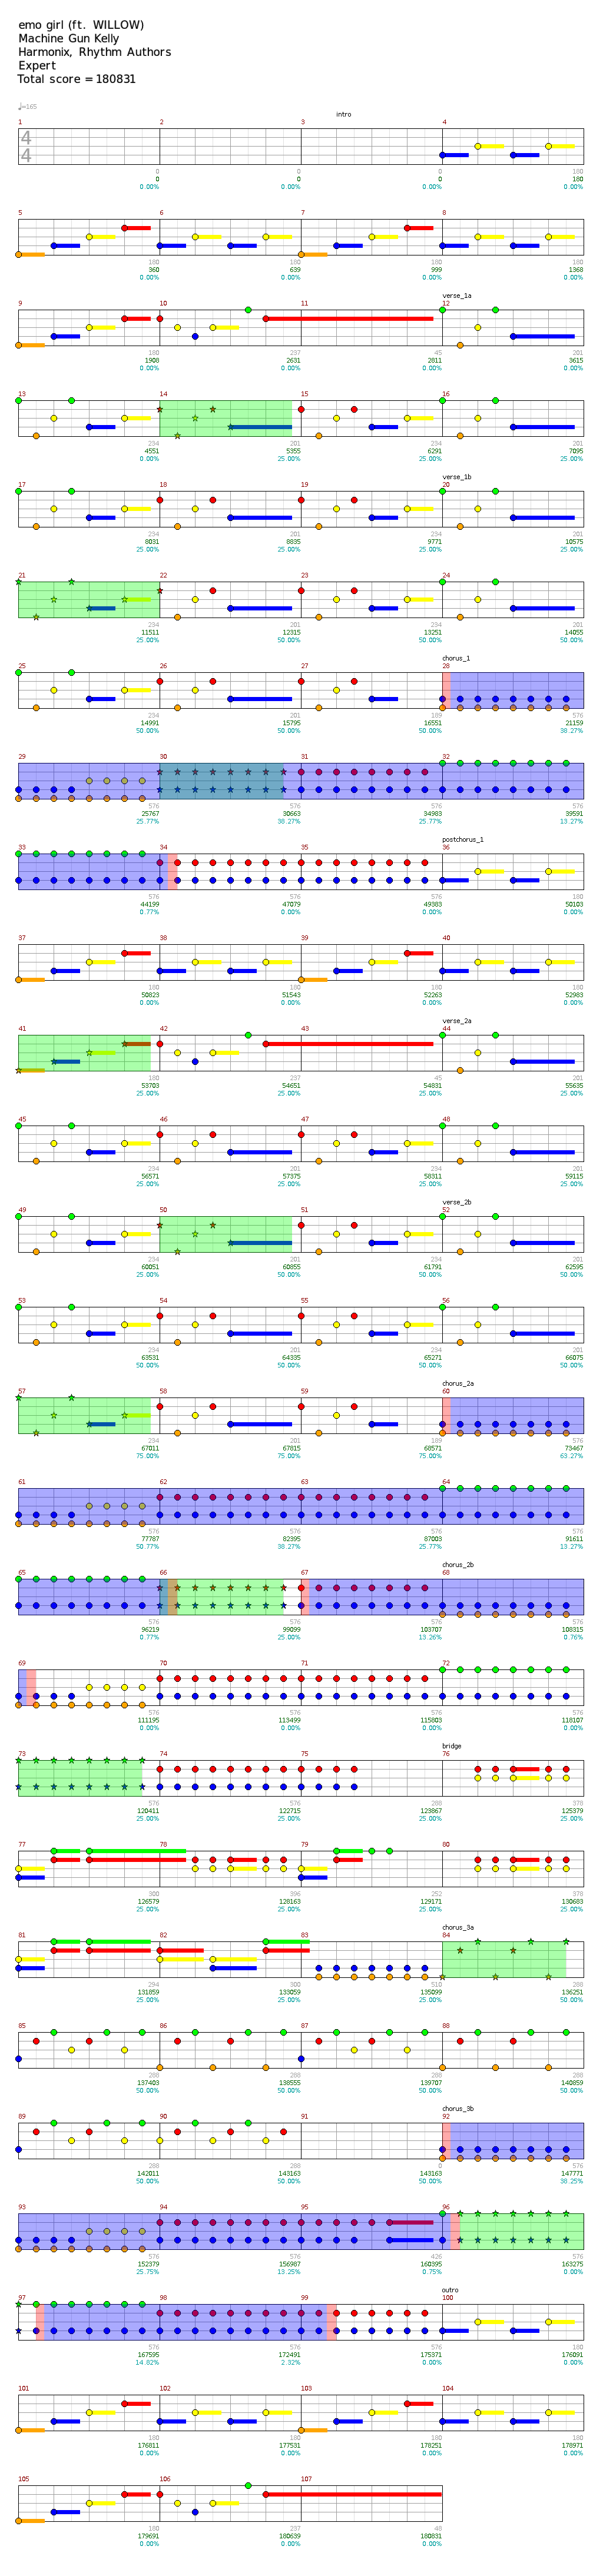 emo girl (ft. WILLOW)
Machine Gun Kelly
Harmonix, Rhythm Authors
Expert
Total score = 180831
♩=165
intro
1 2 3 4
4
4
0 0 180
0 0 180
0.00% 0.00% 0.00%
5 6 7 8
180 180 180 180
360 639 999 1368
0.00% 0.00% 0.00% 0.00%
verse_1a
9 10 11 12
180 237 45 201
1908 2631 2811 3615
0.00% 0.00% 0.00% 0.00%
13 14 15 16
234 201 234 201
4551 5355 6291 7095
0.00% 25.00% 25.00% 25.00%
verse_1b
17 18 19 20
234 201 234 201
8031 8835 9771 10575
25.00% 25.00% 25.00% 25.00%
21 22 23 24
234 201 234 201
11511 12315 13251 14055
25.00% 50.00% 50.00% 50.00%
chorus_1
25 26 27 28
234 201 189 576
14991 15795 16551 21159
50.00% 50.00% 50.00% 38.27%
29 30 31 32
576 576 576 576
25767 30663 34983 39591
25.77% 38.27% 25.77% 13.27%
postchorus_1
33 34 35 36
576 576 576 180
44199 47079 49383 50103
0.77% 0.00% 0.00% 0.00%
37 38 39 40
180 180 180 180
50823 51543 52263 52983
0.00% 0.00% 0.00% 0.00%
verse_2a
41 42 43 44
180 237 45 201
53703 54651 54831 55635
25.00% 25.00% 25.00% 25.00%
45 46 47 48
234 201 234 201
56571 57375 58311 59115
25.00% 25.00% 25.00% 25.00%
verse_2b
49 50 51 52
234 201 234 201
60051 60855 61791 62595
25.00% 50.00% 50.00% 50.00%
53 54 55 56
234 201 234 201
63531 64335 65271 66075
50.00% 50.00% 50.00% 50.00%
chorus_2a
57 58 59 60
234 201 189 576
67011 67815 68571 73467
75.00% 75.00% 75.00% 63.27%
61 62 63 64
576 576 576 576
77787 82395 87003 91611
50.77% 38.27% 25.77% 13.27%
chorus_2b
65 66 67 68
576 576 576 576
96219 99099 103707 108315
0.77% 25.00% 13.26% 0.76%
69 70 71 72
576 576 576 576
111195 113499 115803 118107
0.00% 0.00% 0.00% 0.00%
bridge
73 74 75 76
576 576 288 378
120411 122715 123867 125379
25.00% 25.00% 25.00% 25.00%
77 78 79 80
300 396 252 378
126579 128163 129171 130683
25.00% 25.00% 25.00% 25.00%
chorus_3a
81 82 83 84
294 300 510 288
131859 133059 135099 136251
25.00% 25.00% 25.00% 50.00%
85 86 87 88
288 288 288 288
137403 138555 139707 140859
50.00% 50.00% 50.00% 50.00%
chorus_3b
89 90 91 92
288 288 0 576
142011 143163 143163 147771
50.00% 50.00% 50.00% 38.25%
93 94 95 96
576 576 426 576
152379 156987 160395 163275
25.75% 13.25% 0.75% 0.00%
outro
97 98 99 100
576 576 576 180
167595 172491 175371 176091
14.82% 2.32% 0.00% 0.00%
101 102 103 104
180 180 180 180
176811 177531 178251 178971
0.00% 0.00% 0.00% 0.00%
105 106 107
180 237 48
179691 180639 180831
0.00% 0.00% 0.00%